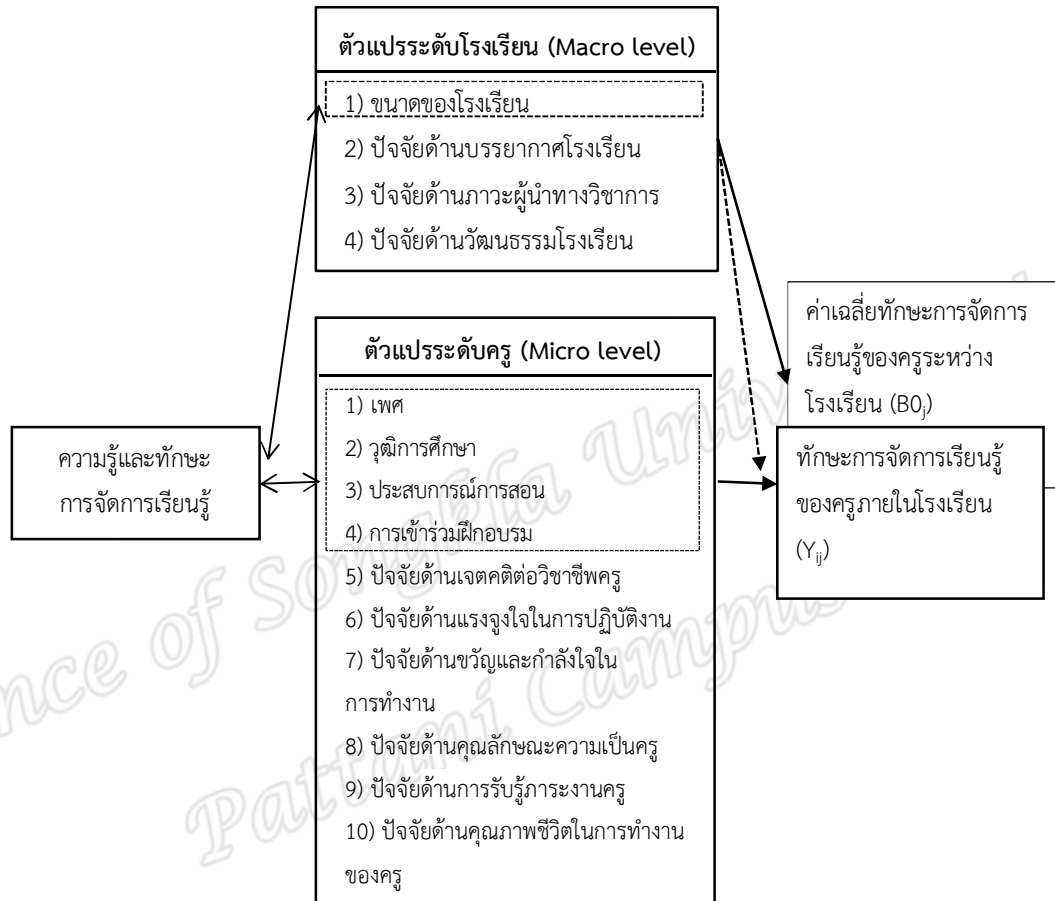 ตัวแปรระดับโรงเรียน (Macro level)
1) ขนาดของโรงเรียน
2) ปัจจัยด้านบรรยากาศโรงเรียน
3) ปัจจัยด้านภาวะผู้นำทางวิชาการ
4) ปัจจัยด้านวัฒนธรรมโรงเรียน
ค่าเฉลี่ยทักษะการจัดการ
เรียนรู้ของครูระหว่าง
โรงเรียน (B0j)
ตัวแปรระดับครู (Micro level)
1) เพศ
2) วุฒิการศึกษา
3) ประสบการณ์การสอน
4) การเข้าร่วมฝึกอบรม
5) ปัจจัยด้านเจตคติต่อวิชาชีพครู
6) ปัจจัยด้านแรงจูงใจในการปฏิบัติงาน
7) ปัจจัยด้านขวัญและกำลังใจใน
การทำงาน
8) ปัจจัยด้านคุณลักษณะความเป็นครู
9) ปัจจัยด้านการรับรู้ภาระงานครู
10) ปัจจัยด้านคุณภาพชีวิตในการทำงาน
ของครู
ความรู้และทักษะ
การจัดการเรียนรู้
ทักษะการจัดการเรียนรู้
ของครูภายในโรงเรียน
(Yij)
of Songkla
Pattani Campus